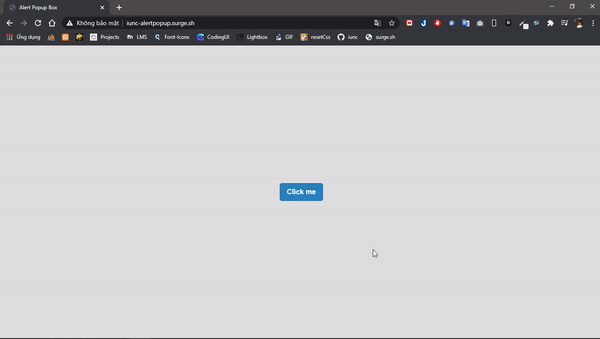 Alert Popup Box
Không bảo mật | iunc-alertpopup.surge.sh
Ứng dụng Projects LMS Font-Icons CodingUI Lightbox GIF resetCss iunc surge.sh
Click me